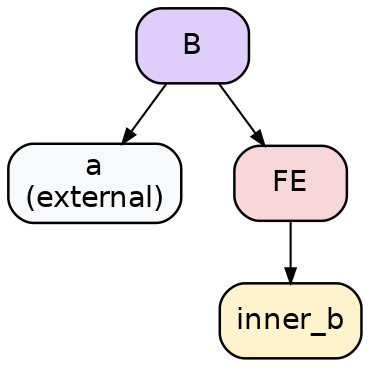 B
a
(external)
FE
inner_b